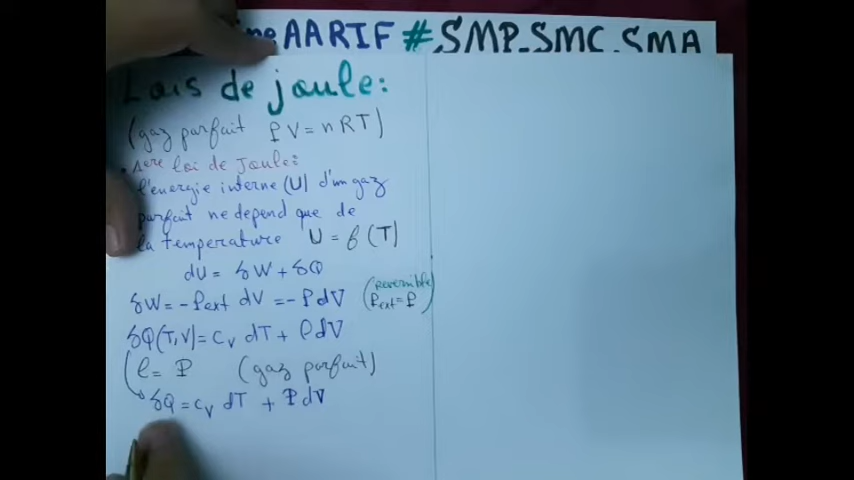 AARIF #SMP_SMC_SMA
Lois de joule:
(gaz parfait PV = nRT)
1ere loi de Joule:
l'energie interne (U) d'un gaz
parfait ne depend que de
la temperature U = f(T)
dU = δW + δQ
δW = - Pext dV = - PdV (reversible Pext = P)
δQ(T,V) = Cv dT + ldV
l = P (gaz parfait)
δQ = Cv dT + PdV